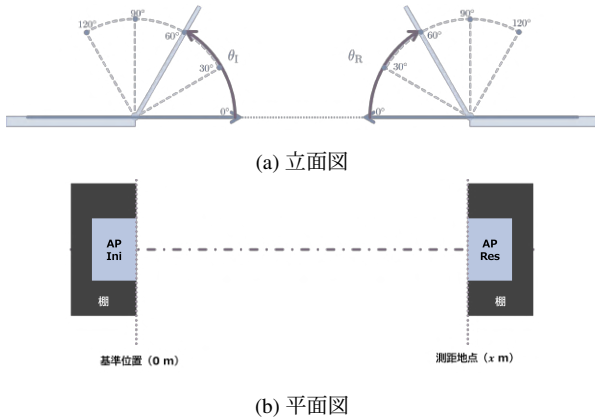 120°
90°
60°
30°
0°
θI
90°
120°
60°
30°
0°
θR
(a) 立面図
AP
Ini
棚
AP
Res
棚
基準位置（0 m）
測距地点（x m）
(b) 平面図